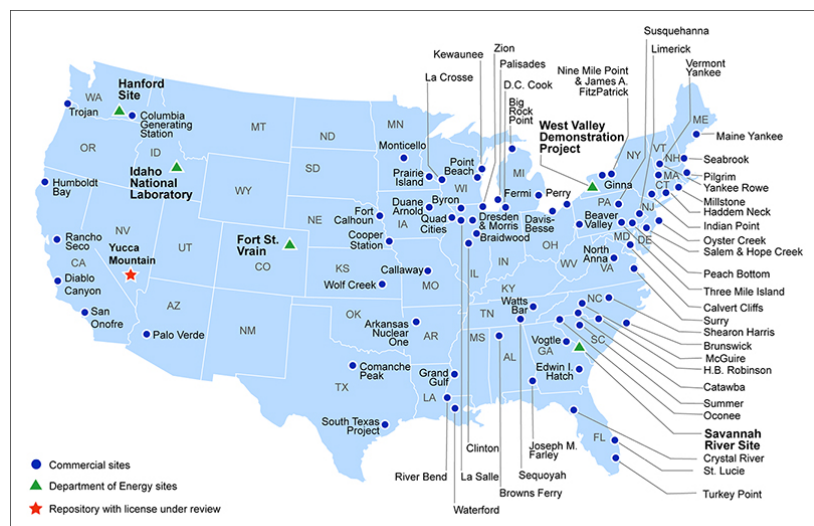 Susquehanna
Limerick
Zion
Kewaunee
Palisades
Vermont
Yankee
La Crosse
D.C. Cook
Nine Mile Point
& James A.
FitzPatrick
Big
Rock
Point
Hanford
Site
West Valley
Demonstration
Project
WA
Trojan
Columbia
Generating
Station
MT
ND
MN
Monticello
Point
Beach
MI
NY
VT
ME
NH
Maine Yankee
OR
ID
Idaho
National
Laboratory
SD
Prairie
Island
WI
Fermi
Perry
Ginna
MA
CT
Seabrook
Pilgrim
Yankee Rowe
Humboldt
Bay
WY
Duane
Arnold
Byron
PA
NJ
Millstone
Haddem Neck
NV
NE
Fort
Calhoun
IA
Quad
Cities
Dresden
& Morris
Braidwood
Davis-
Besse
Beaver
Valley
MD
DE
Indian Point
Oyster Creek
Salem & Hope Creek
Rancho
Seco
Yucca
Mountain
UT
Fort St.
Vrain
CO
Cooper
Station
IL
IN
OH
WV
North
Anna
VA
Peach Bottom
CA
Diablo
Canyon
KS
Wolf Creek
Callaway
MO
KY
Three Mile Island
Calvert Cliffs
Watts
Bar
NC
Surry
San
Onofre
AZ
Palo Verde
NM
OK
Arkansas
Nuclear
One
AR
TN
MS
AL
Vogtle
GA
SC
Shearon Harris
Brunswick
McGuire
H.B. Robinson
Comanche
Peak
TX
Grand
Gulf
LA
Edwin I.
Hatch
Catawba
Summer
Oconee
South Texas
Project
Savannah
River Site
FL
Clinton
Joseph M.
Farley
Crystal River
Commercial sites
River Bend
La Salle
Sequoyah
St. Lucie
Department of Energy sites
Browns Ferry
Turkey Point
Repository with license under review
Waterford